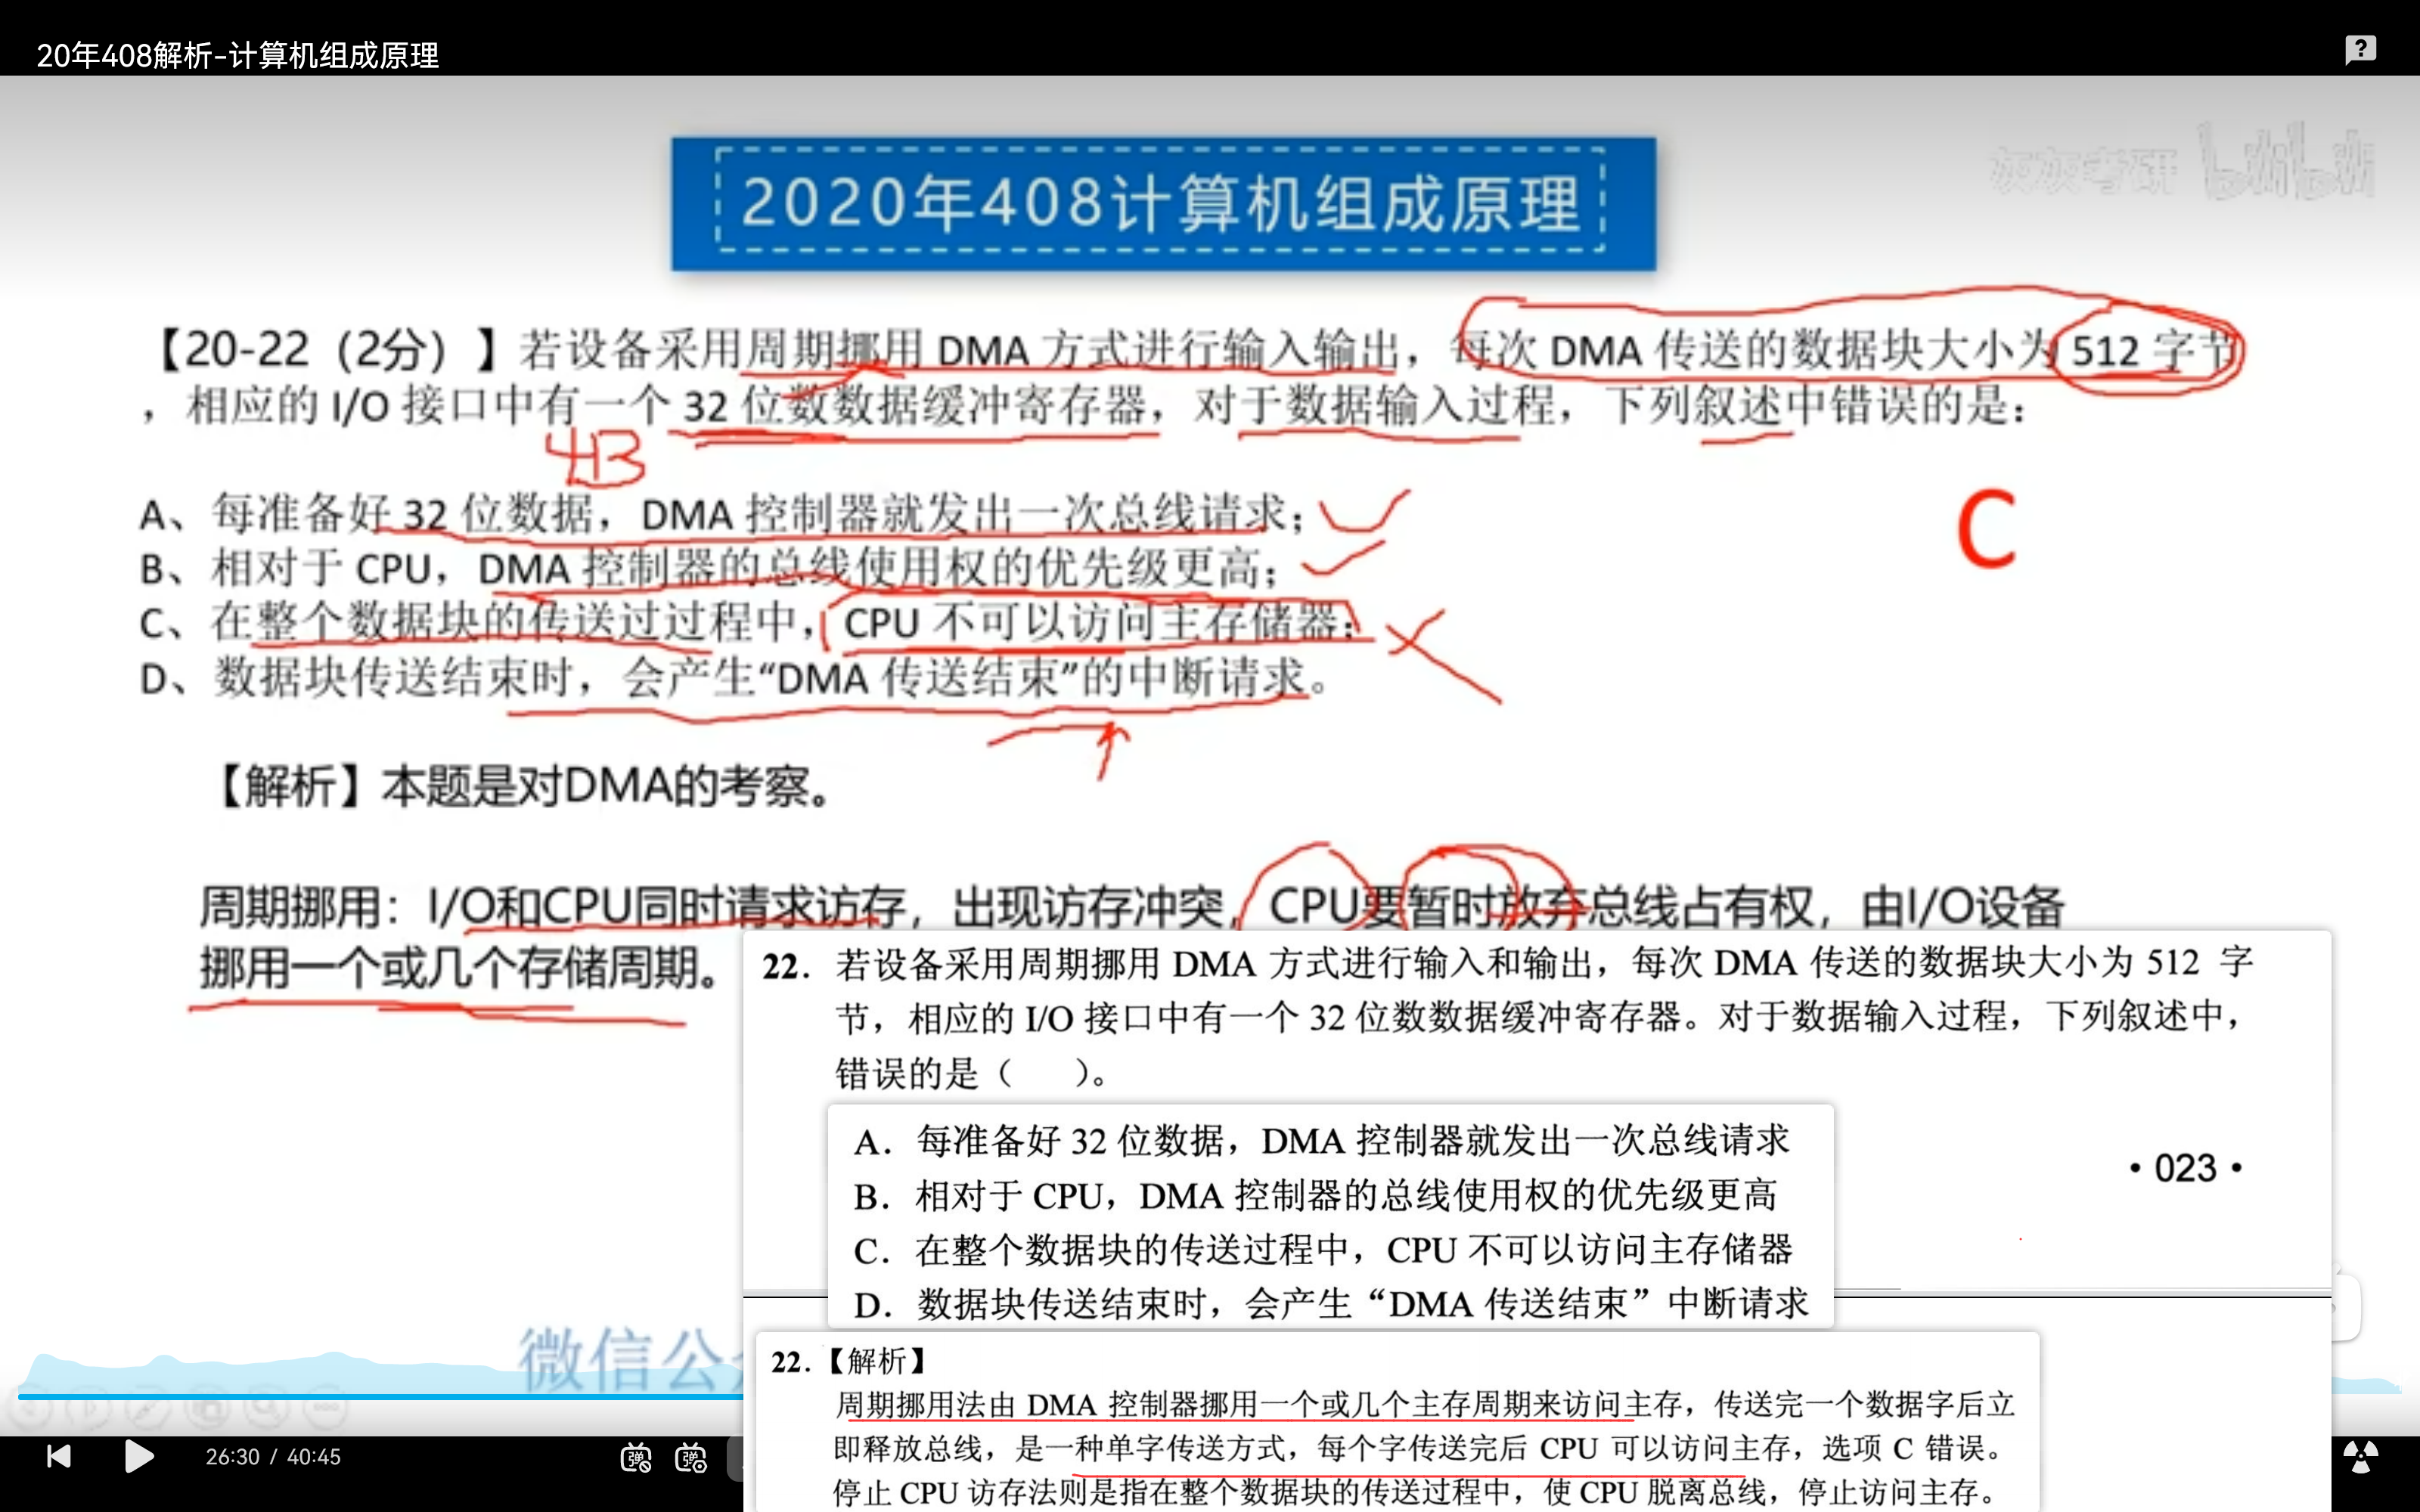 20年408解析-计算机组成原理
灰灰考研 bilibili
2020年408计算机组成原理
【20-22（2分）】若设备采用周期挪用 DMA 方式进行输入输出，每次 DMA 传送的数据块大小为 512 字节
，相应的 I/O 接口中有一个 32 位数数据缓冲寄存器，对于数据输入过程，下列叙述中错误的是：
4B
A、每准备好 32 位数据，DMA 控制器就发出一次总线请求；
C
B、相对于 CPU，DMA 控制器的总线使用权的优先级更高；
C、在整个数据块的传送过过程中，CPU 不可以访问主存储器；
D、数据块传送结束时，会产生“DMA 传送结束”的中断请求。
【解析】本题是对DMA的考察。
周期挪用：I/O和CPU同时请求访存，出现访存冲突，CPU要暂时放弃总线占有权，由I/O设备
挪用一个或几个存储周期。
22. 若设备采用周期挪用 DMA 方式进行输入和输出，每次 DMA 传送的数据块大小为 512 字
节，相应的 I/O 接口中有一个 32 位数数据缓冲寄存器。对于数据输入过程，下列叙述中，
错误的是（ ）。
A. 每准备好 32 位数据，DMA 控制器就发出一次总线请求
B. 相对于 CPU，DMA 控制器的总线使用权的优先级更高
C. 在整个数据块的传送过程中，CPU 不可以访问主存储器
D. 数据块传送结束时，会产生“DMA 传送结束”中断请求
• 023 •
22.【解析】
周期挪用法由 DMA 控制器挪用一个或几个主存周期来访问主存，传送完一个数据字后立
即释放总线，是一种单字传送方式，每个字传送完后 CPU 可以访问主存，选项 C 错误。
停止 CPU 访存法则是指在整个数据块的传送过程中，使 CPU 脱离总线，停止访问主存。
微信公
26:30 / 40:45
弹
弹